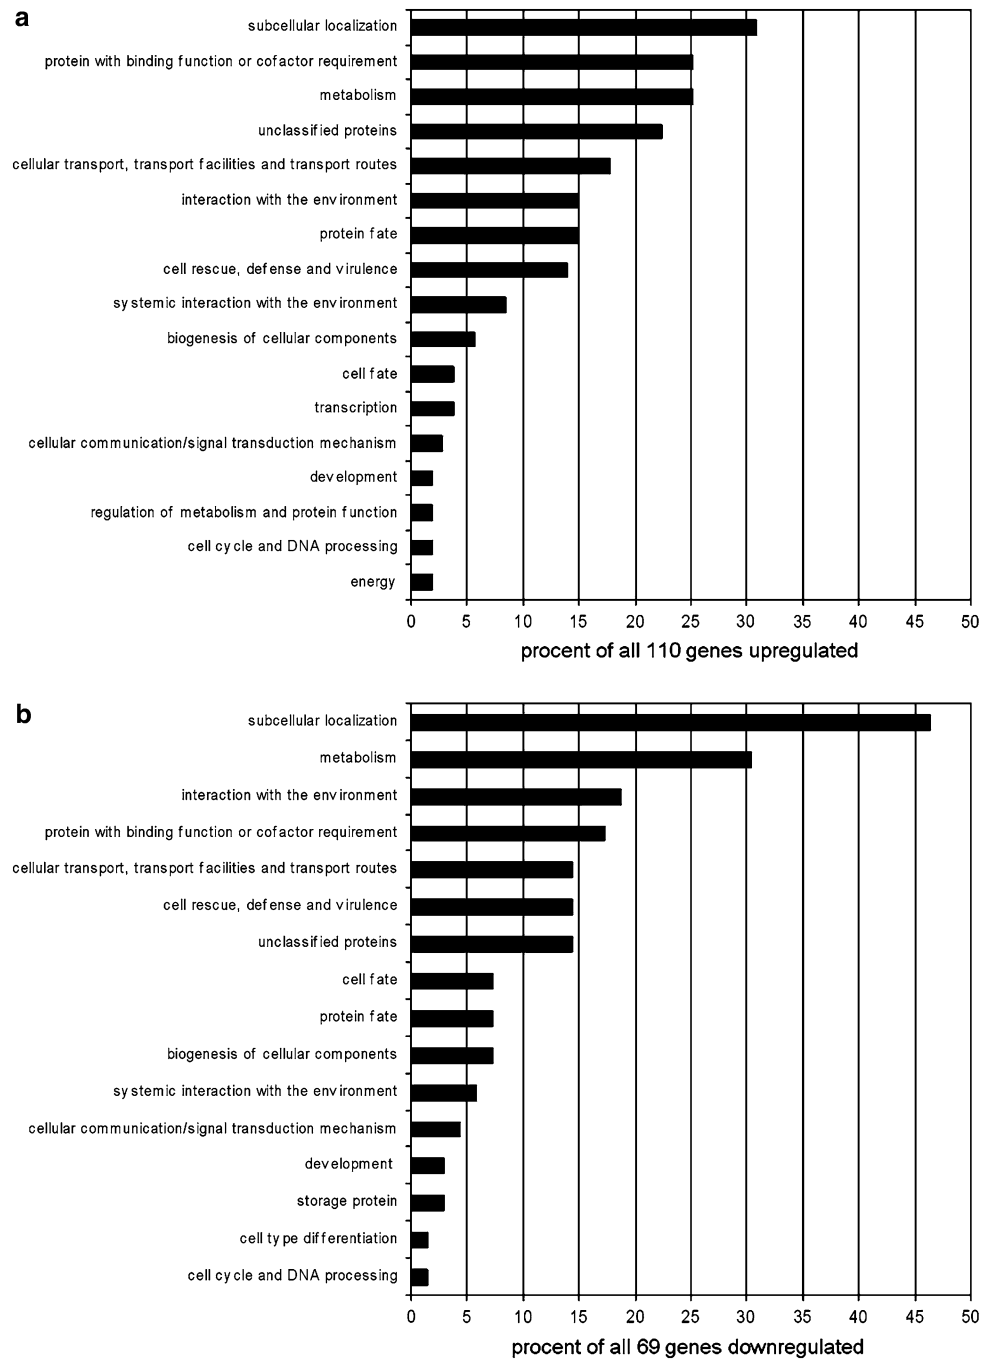 a
subcellular localization
protein with binding function or cofactor requirement
metabolism
unclassified proteins
cellular transport, transport facilities and transport routes
interaction with the environment
protein fate
cell rescue, defense and virulence
systemic interaction with the environment
biogenesis of cellular components
cell fate
transcription
cellular communication/signal transduction mechanism
development
regulation of metabolism and protein function
cell cycle and DNA processing
energy
0 5 10 15 20 25 30 35 40 45 50
procent of all 110 genes upregulated
b
subcellular localization
metabolism
interaction with the environment
protein with binding function or cofactor requirement
cellular transport, transport facilities and transport routes
cell rescue, defense and virulence
unclassified proteins
cell fate
protein fate
biogenesis of cellular components
systemic interaction with the environment
cellular communication/signal transduction mechanism
development
storage protein
cell type differentiation
cell cycle and DNA processing
0 5 10 15 20 25 30 35 40 45 50
procent of all 69 genes downregulated